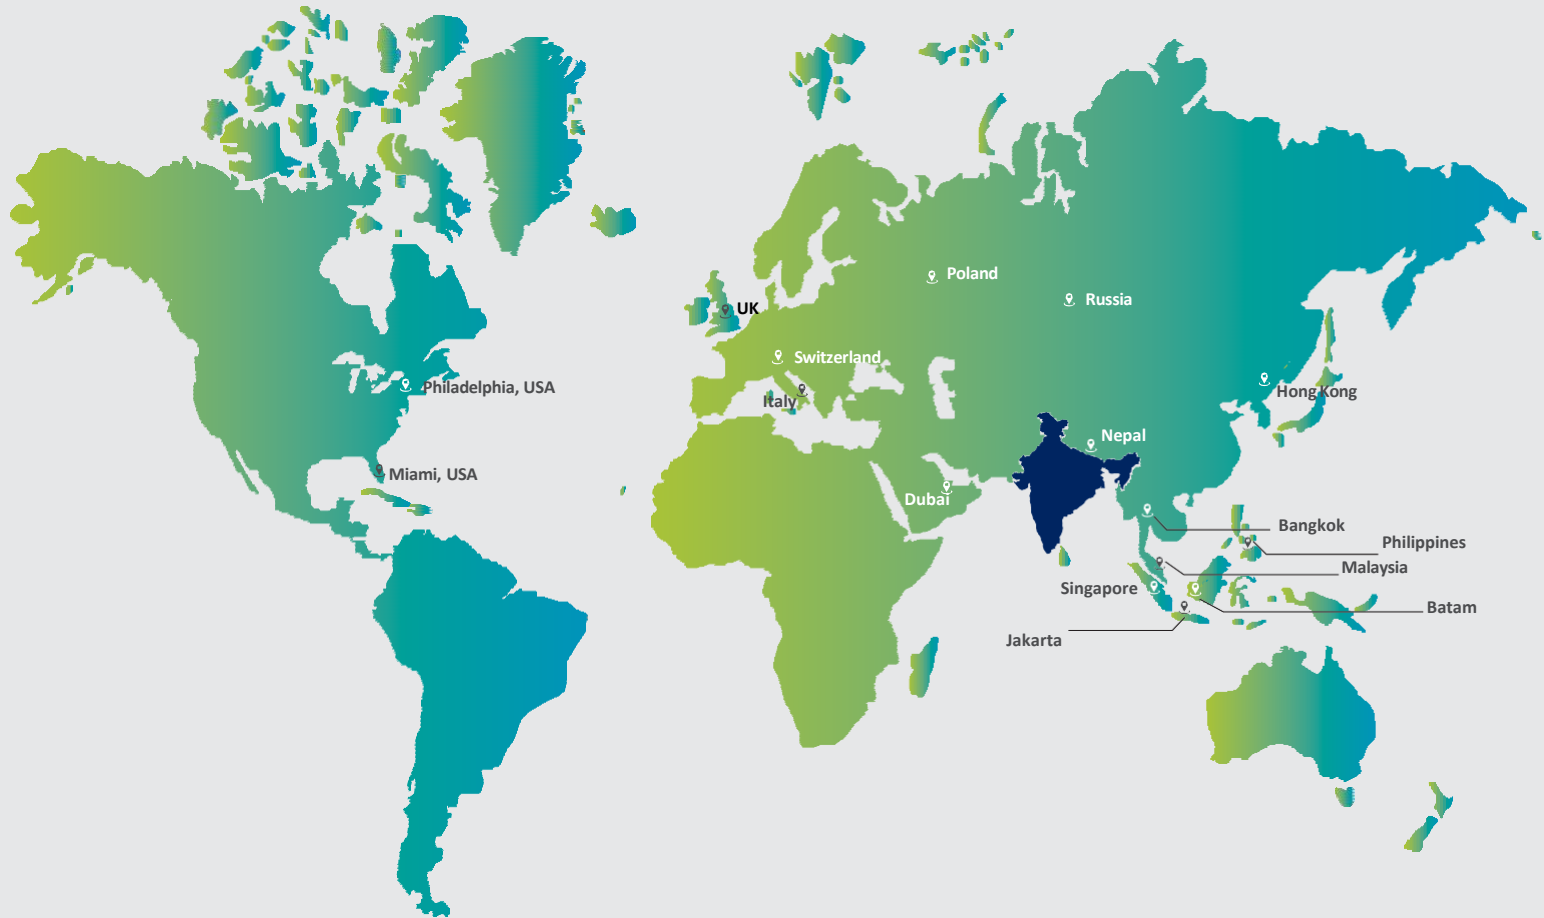 Poland
Russia
UK
Switzerland
Philadelphia, USA
Italy
Hong Kong
Nepal
Miami, USA
Dubai
Bangkok
Philippines
Malaysia
Singapore
Batam
Jakarta